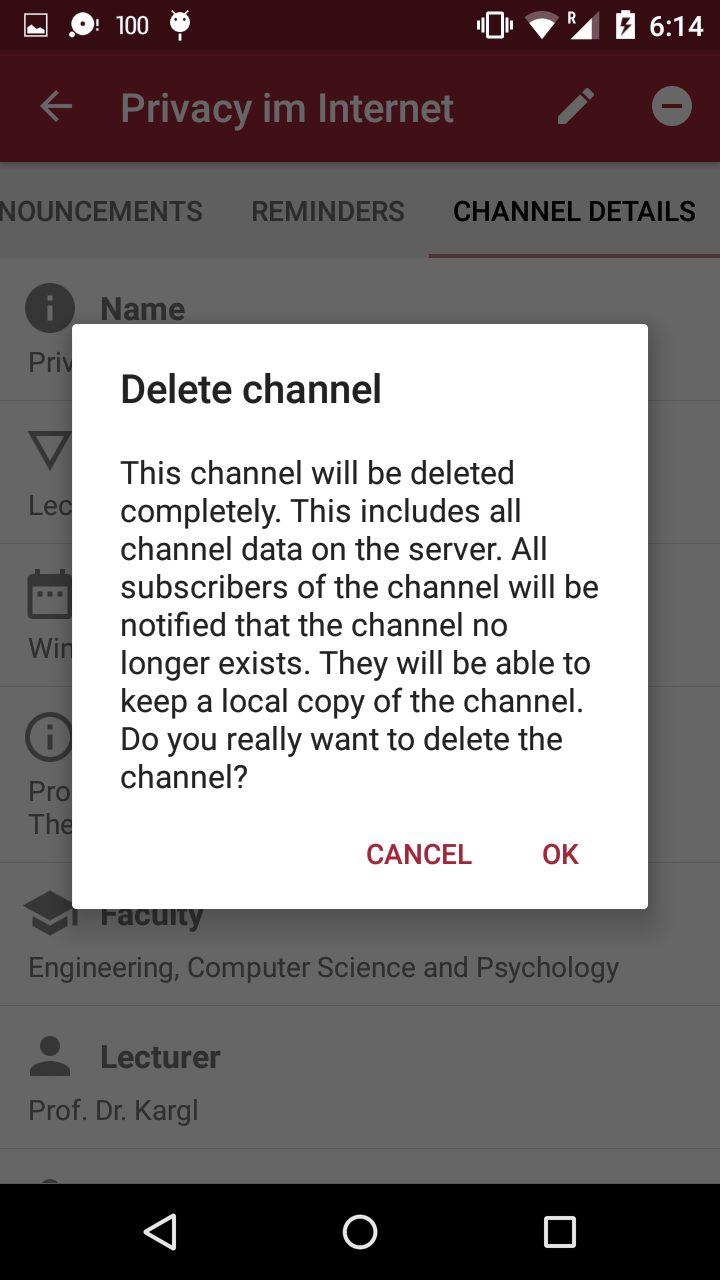 100
R
6:14
Privacy im Internet
NOUNCEMENTS
REMINDERS
CHANNEL DETAILS
Name
Priv
Delete channel
This channel will be deleted
completely. This includes all
channel data on the server. All
subscribers of the channel will be
notified that the channel no
longer exists. They will be able to
keep a local copy of the channel.
Do you really want to delete the
channel?
CANCEL
OK
Lec
Win
Pro
The
Faculty
Engineering, Computer Science and Psychology
Lecturer
Prof. Dr. Kargl